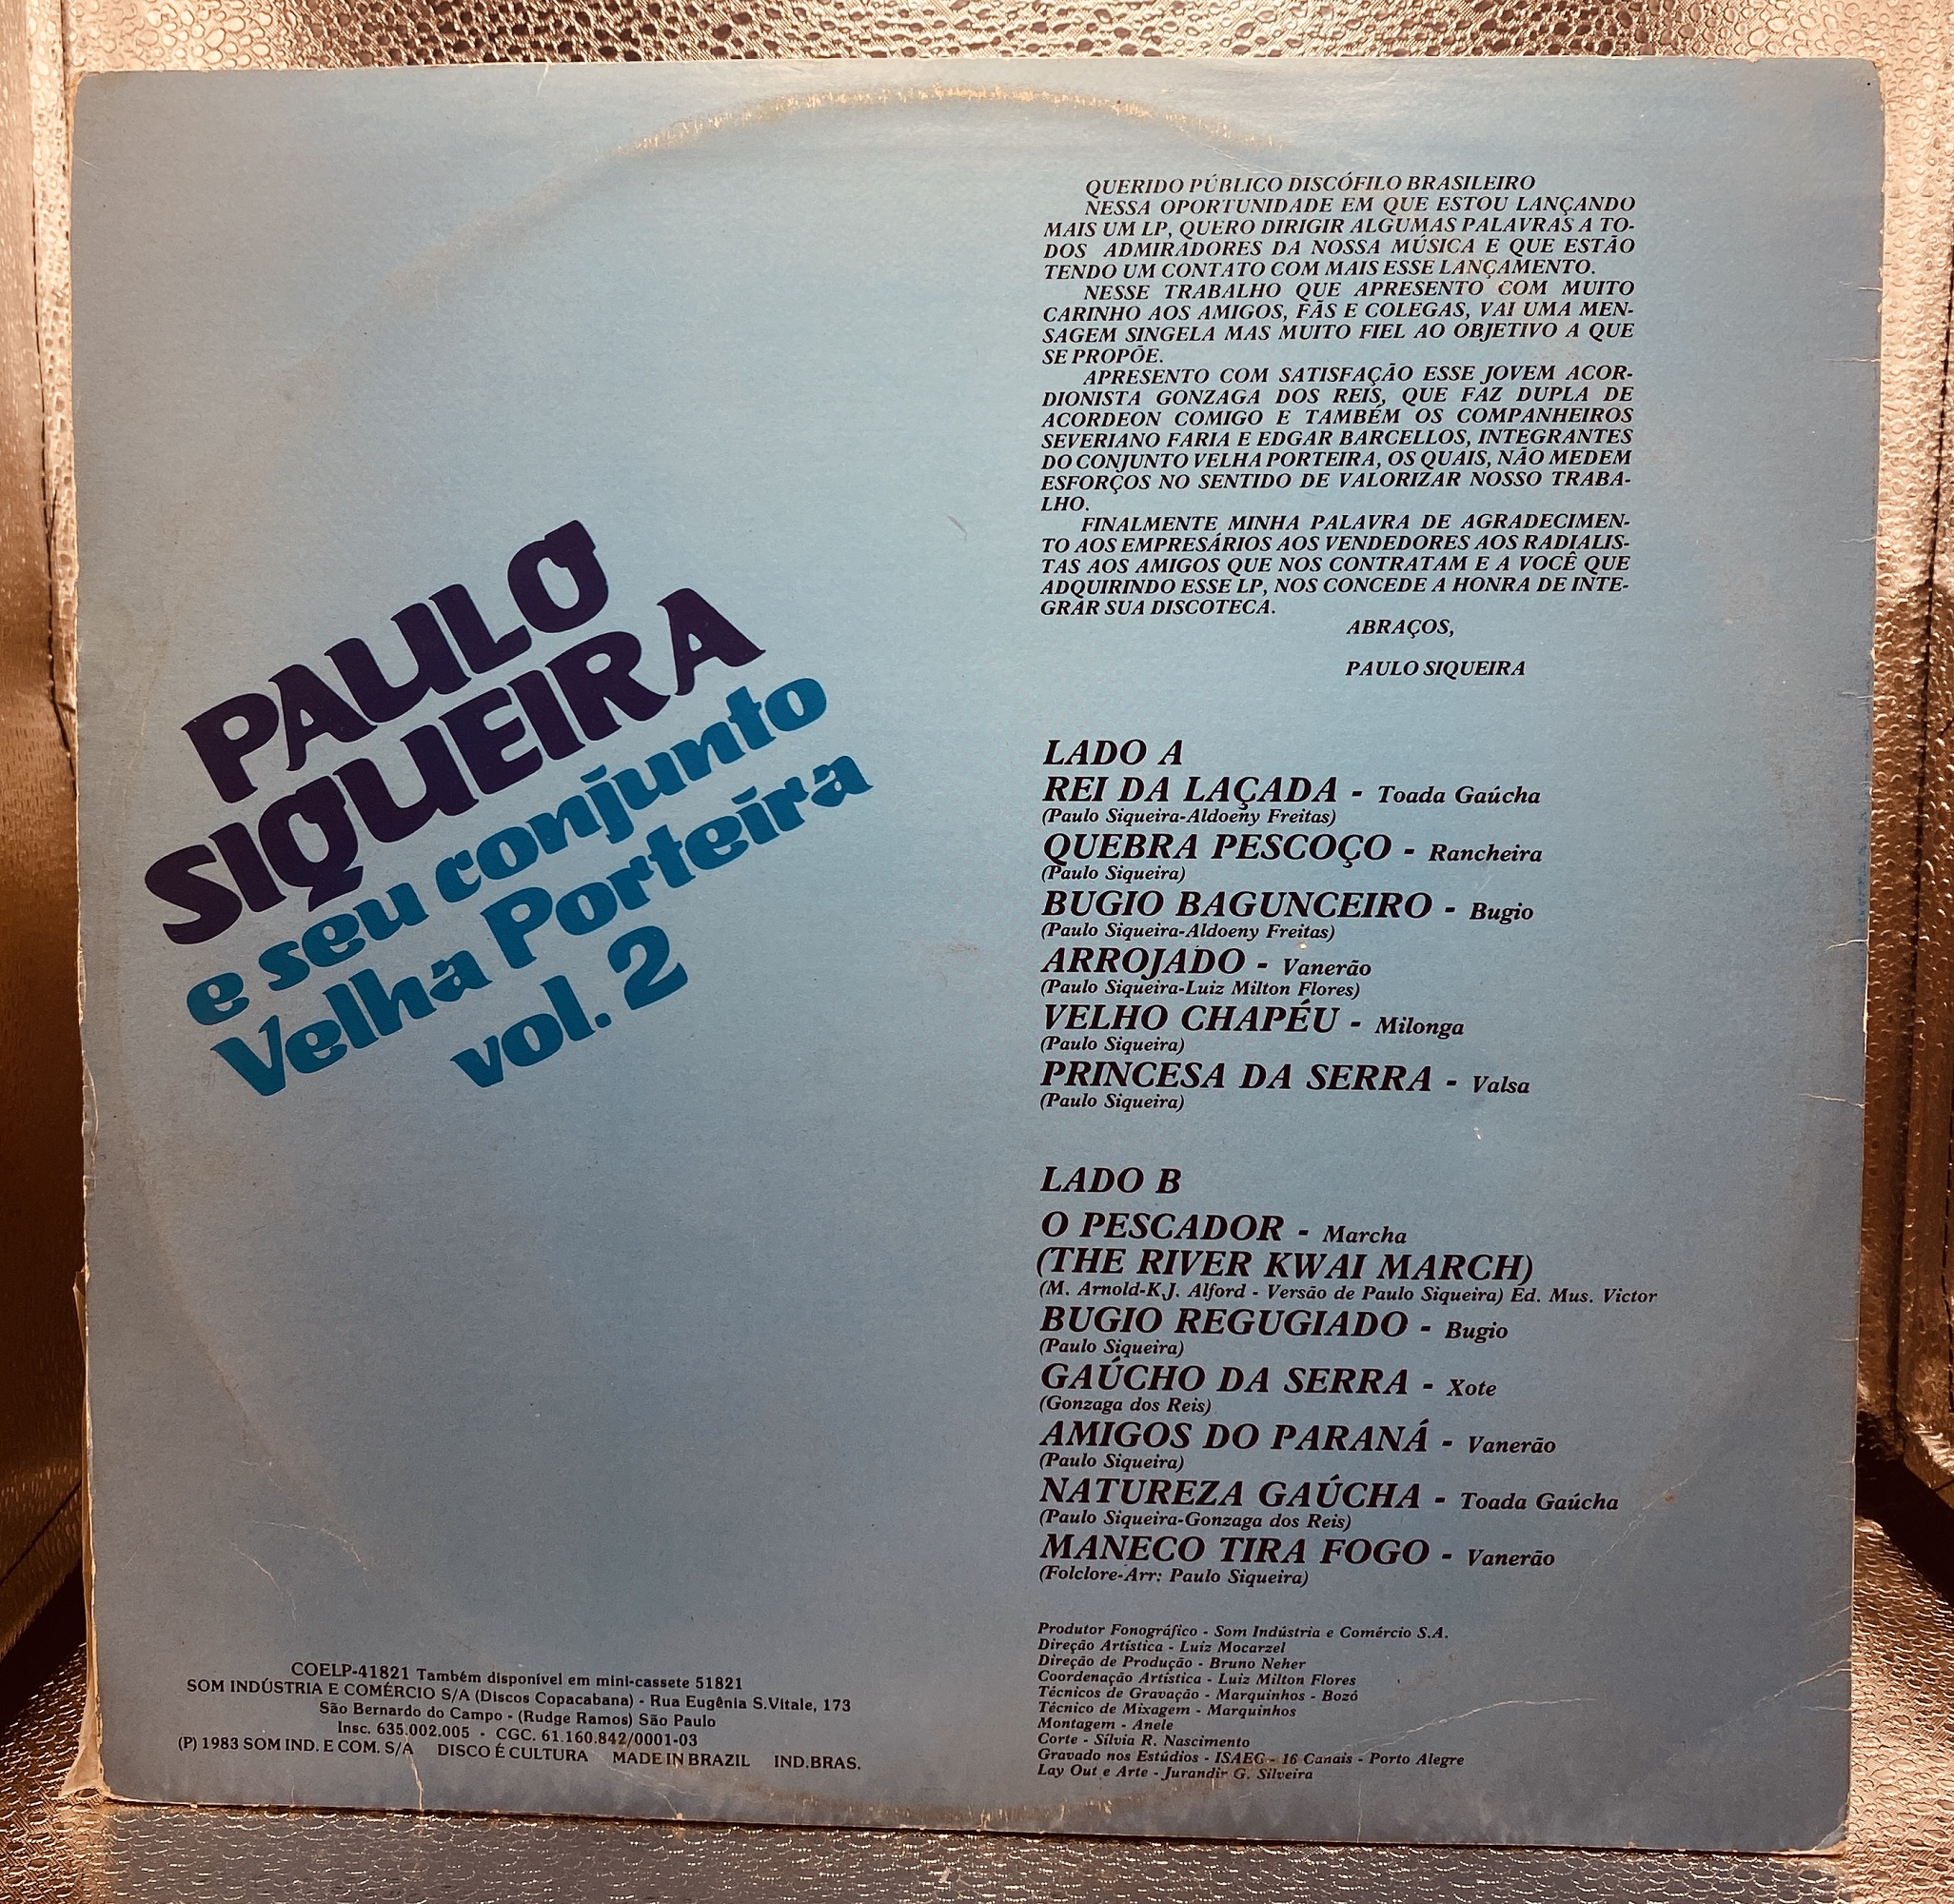 PAULO
SIQUEIRA
e seu conjunto
Velha Porteira
vol. 2
QUERIDO PÚBLICO DISCÓFILO BRASILEIRO
NESSA OPORTUNIDADE EM QUE ESTOU LANÇANDO
MAIS UM LP, QUERO DIRIGIR ALGUMAS PALAVRAS A TO-
DOS ADMIRADORES DA NOSSA MÚSICA E QUE ESTÃO
TENDO UM CONTATO COM MAIS ESSE LANÇAMENTO.
NESSE TRABALHO QUE APRESENTO COM MUITO
CARINHO AOS AMIGOS, FÃS E COLEGAS, VAI UMA MEN-
SAGEM SINGELA MAS MUITO FIEL AO OBJETIVO A QUE
SE PROPÕE.
APRESENTO COM SATISFAÇÃO ESSE JOVEM ACOR-
DIONISTA GONZAGA DOS REIS, QUE FAZ DUPLA DE
ACORDEON COMIGO E TAMBÉM OS COMPANHEIROS
SEVERIANO FARIA E EDGAR BARCELLOS, INTEGRANTES
DO CONJUNTO VELHA PORTEIRA, OS QUAIS, NÃO MEDEM
ESFORÇOS NO SENTIDO DE VALORIZAR NOSSO TRABA-
LHO.
FINALMENTE MINHA PALAVRA DE AGRADECIMEN-
TO AOS EMPRESÁRIOS AOS VENDEDORES AOS RADIALIS-
TAS AOS AMIGOS QUE NOS CONTRATAM E A VOCÊ QUE
ADQUIRINDO ESSE LP, NOS CONCEDE A HONRA DE INTE-
GRAR SUA DISCOTECA.
ABRAÇOS,
PAULO SIQUEIRA
LADO A
REI DA LAÇADA - Toada Gaúcha
(Paulo Siqueira-Aldoeny Freitas)
QUEBRA PESCOÇO - Rancheira
(Paulo Siqueira)
BUGIO BAGUNCEIRO - Bugio
(Paulo Siqueira-Aldoeny Freitas)
ARROJADO - Vanerão
(Paulo Siqueira-Luiz Milton Flores)
VELHO CHAPÉU - Milonga
(Paulo Siqueira)
PRINCESA DA SERRA - Valsa
(Paulo Siqueira)
LADO B
O PESCADOR - Marcha
(THE RIVER KWAI MARCH)
(M. Arnold-K.J. Alford - Versão de Paulo Siqueira) Ed. Mus. Victor
BUGIO REGUGIADO - Bugio
(Paulo Siqueira)
GAÚCHO DA SERRA - Xote
(Gonzaga dos Reis)
AMIGOS DO PARANÁ - Vanerão
(Paulo Siqueira)
NATUREZA GAÚCHA - Toada Gaúcha
(Paulo Siqueira-Gonzaga dos Reis)
MANECO TIRA FOGO - Vanerão
(Folclore-Arr: Paulo Siqueira)
Produtor Fonográfico - Som Indústria e Comércio S.A.
Direção Artística - Luiz Mocarzel
Direção de Produção - Bruno Neher
Coordenação Artística - Luiz Milton Flores
Técnicos de Gravação - Marquinhos - Bozó
Técnico de Mixagem - Marquinhos
Montagem - Anele
Corte - Sílvia R. Nascimento
Gravado nos Estúdios - ISAEC - 16 Canais - Porto Alegre
Lay Out e Arte - Jurandir G. Silveira
COELP-41821 Também disponível em mini-cassete 51821
SOM INDÚSTRIA E COMÉRCIO S/A (Discos Copacabana) - Rua Eugênia S.Vitale, 173
São Bernardo do Campo - (Rudge Ramos) São Paulo
Insc. 635.002.005 - CGC. 61.160.842/0001-03
(P) 1983 SOM IND. E COM. S/A DISCO É CULTURA MADE IN BRAZIL IND.BRAS.